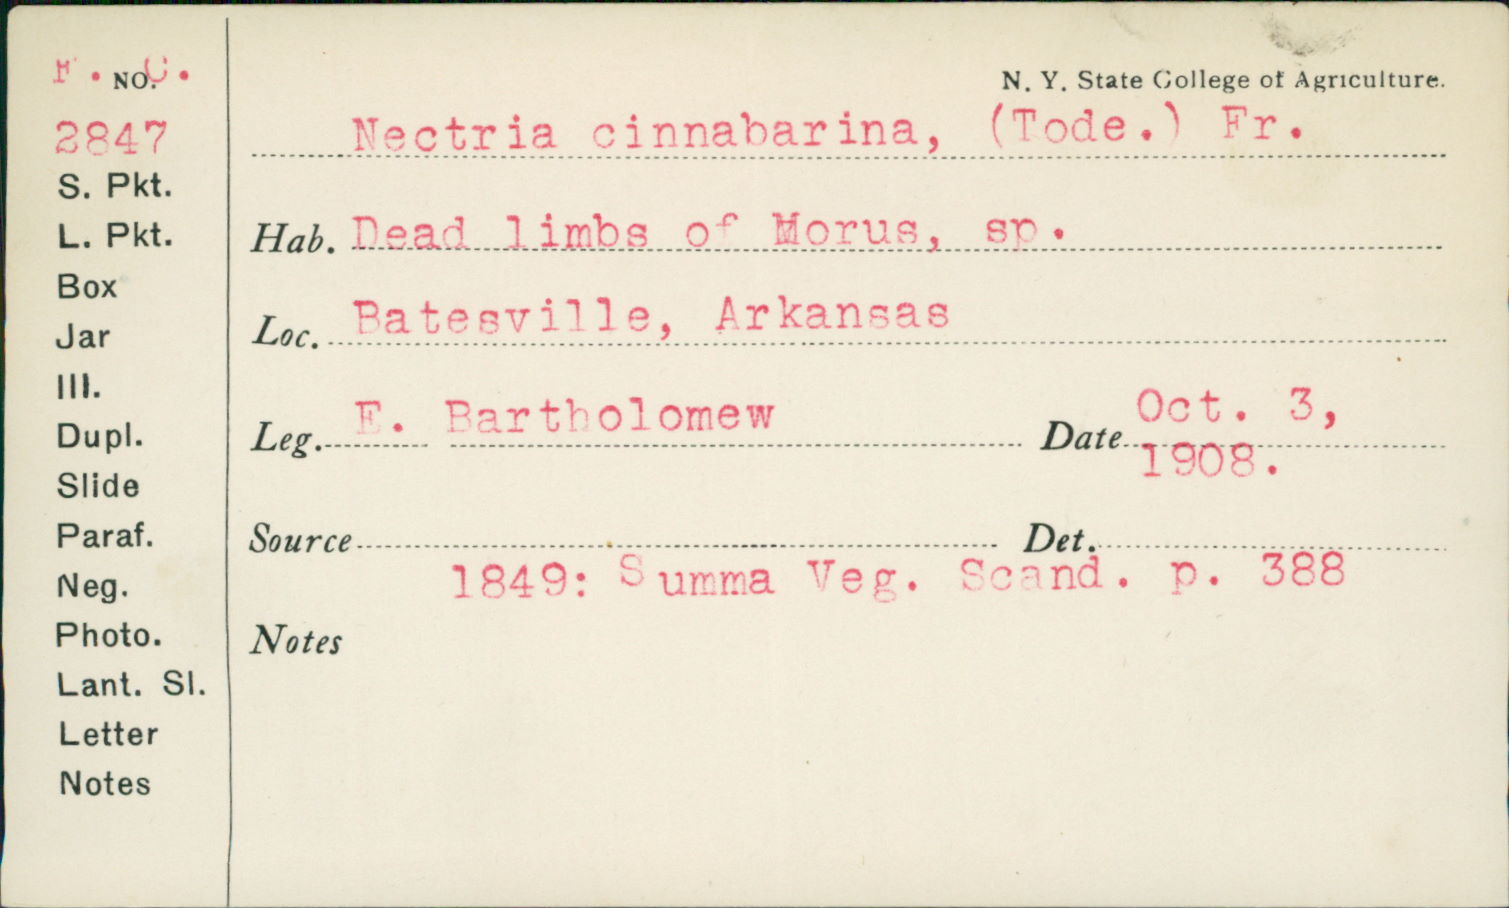 F. NO. C.
2847
S. Pkt.
L. Pkt.
Box
Jar
Ill.
Dupl.
Slide
Paraf.
Neg.
Photo.
Lant. Sl.
Letter
Notes
N. Y. State College of Agriculture.
Nectria cinnabarina, (Tode.) Fr.
Hab. Dead limbs of Morus, sp.
Loc. Batesville, Arkansas
Leg. E. Bartholomew Date Oct. 3,
1908.
Source Det.
1849: Summa Veg. Scand. p. 388
Notes